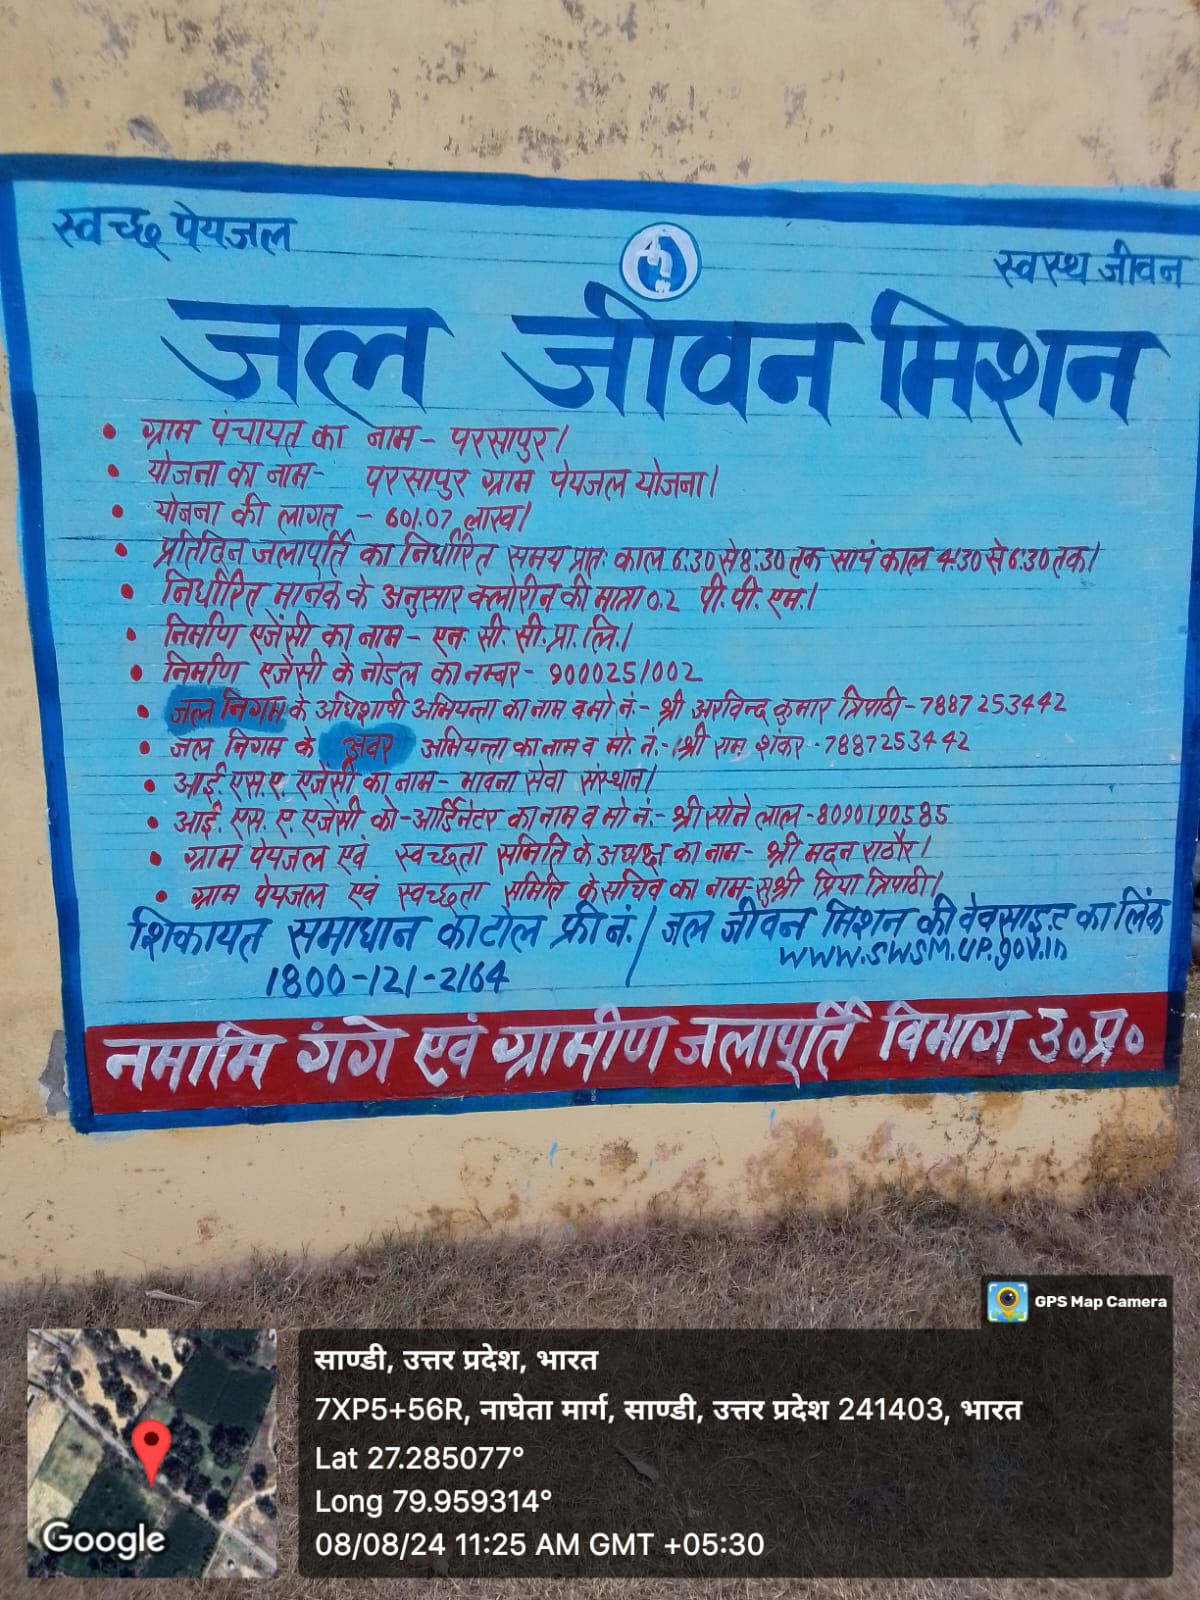 स्वच्छ पेयजल
स्वस्थ जीवन
जल जीवन मिशन
• ग्राम पंचायत का नाम- परसापुर।
• योजना का नाम- परसापुर ग्राम पेयजल योजना।
• योजना की लागत - 601.07 लाख।
• प्रतिदिन जलापूर्ति का निर्धारित समय प्रातः काल 6:30 से 8:30 तक सांय काल 4:30 से 6:30 तक।
• निर्धारित मानक के अनुसार क्लोरीन की मात्रा 0.2 पी. पी. एम.।
• निर्माण एजेंसी का नाम- एन. सी. सी. प्रा. लि.।
• निर्माण एजेंसी के नोडल का नम्बर- 9000251002
• जल निगम के अधिशाषी अभियन्ता का नाम व मो नं:- श्री अरविन्द कुमार त्रिपाठी-7887253442
• जल निगम के अवर अभियन्ता का नाम व मो. नं.- श्री राम शंकर -7887253442
• आई. एस. ए. एजेंसी का नाम- भावना सेवा संस्थान।
• आई. एस. ए. एजेंसी को-आर्डिनेटर का नाम व मो नं:- श्री सोने लाल-8090190585
• ग्राम पेयजल एवं स्वच्छता समिति के अध्यक्ष का नाम- श्री मदन राठौर।
• ग्राम पेयजल एवं स्वच्छता समिति के सचिव का नाम-सुश्री प्रिया त्रिपाठी।
शिकायत समाधान का टोल फ्री नं. / जल जीवन मिशन की वेवसाइट का लिंक
1800-121-2164 www.swsm.up.gov.in
नमामि गंगे एवं ग्रामीण जलापूर्ति विभाग उ०प्र०
GPS Map Camera
साण्डी, उत्तर प्रदेश, भारत
7XP5+56R, नाघेता मार्ग, साण्डी, उत्तर प्रदेश 241403, भारत
Lat 27.285077°
Long 79.959314°
08/08/24 11:25 AM GMT +05:30
Google